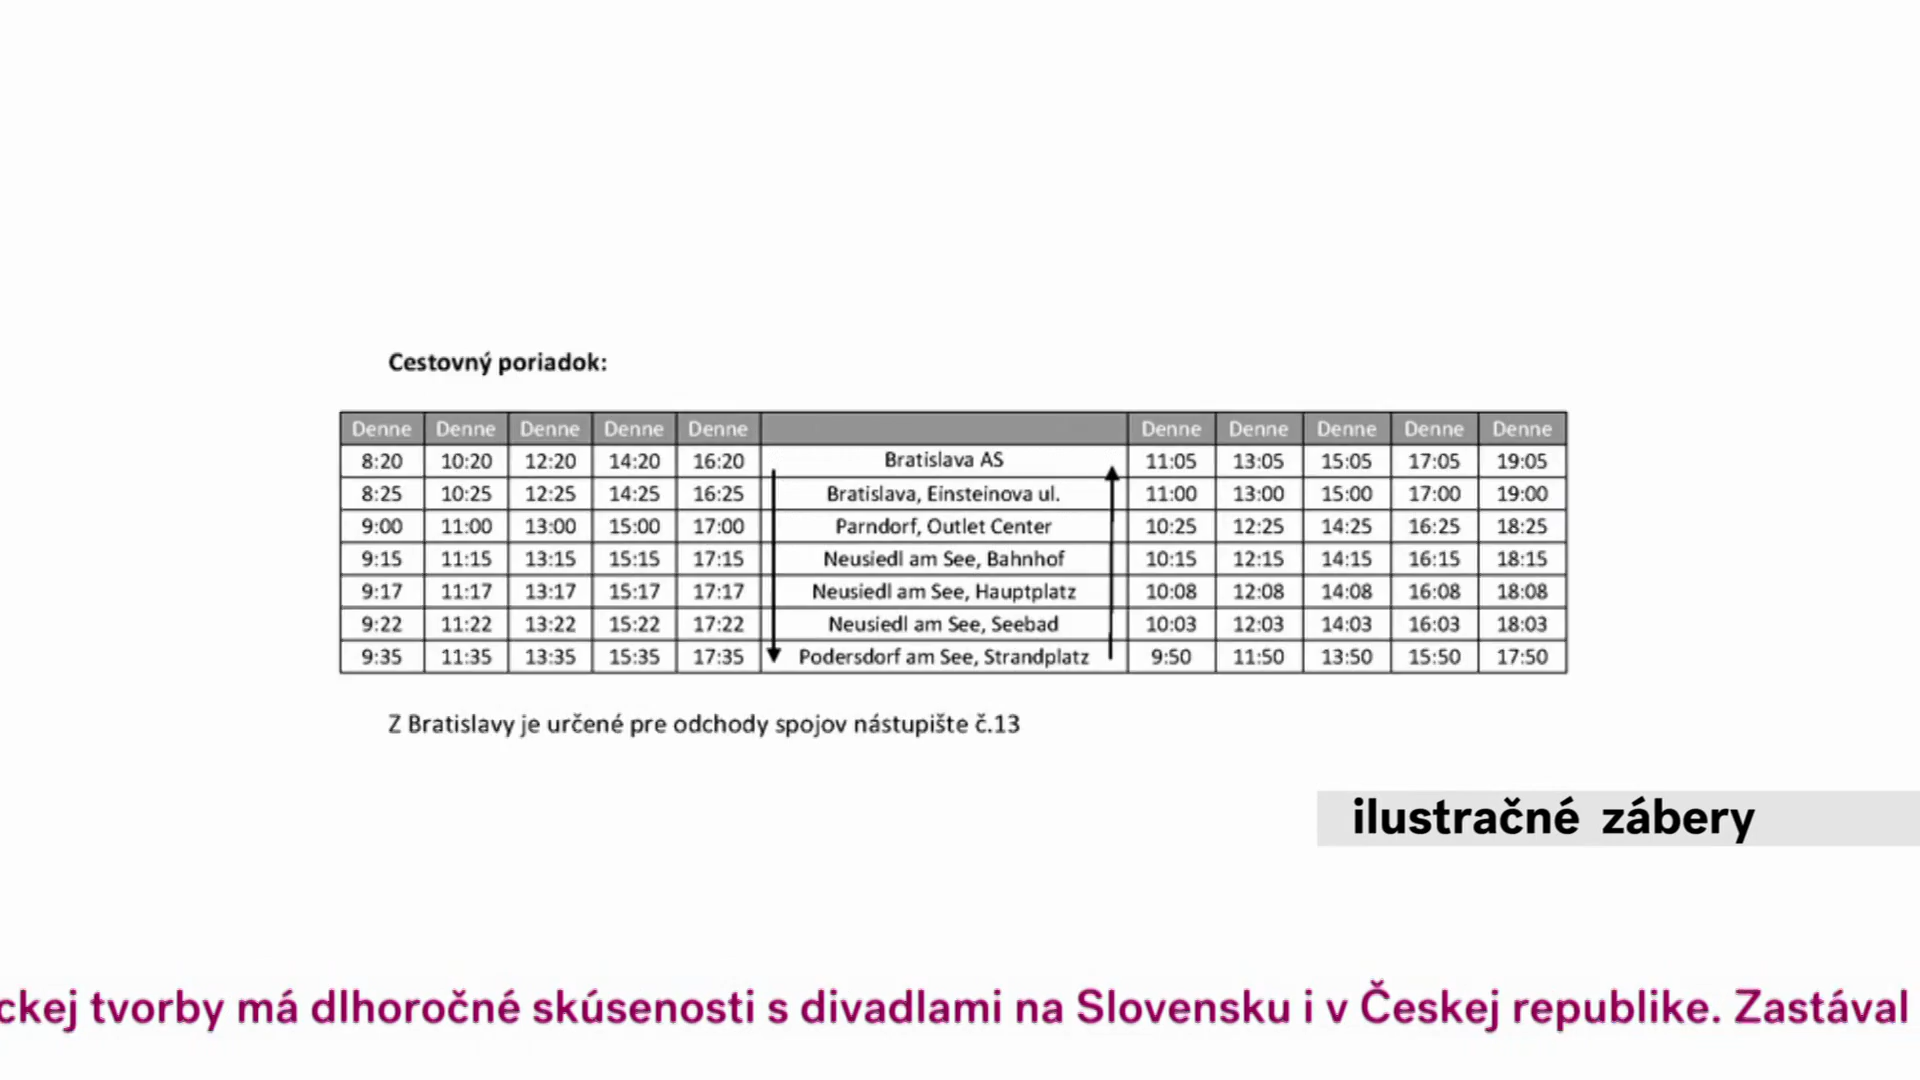 Cestovný poriadok:
Denne Denne Denne Denne Denne Denne Denne Denne Denne Denne
8:20 10:20 12:20 14:20 16:20 Bratislava AS 11:05 13:05 15:05 17:05 19:05
8:25 10:25 12:25 14:25 16:25 Bratislava, Einsteinova ul. 11:00 13:00 15:00 17:00 19:00
9:00 11:00 13:00 15:00 17:00 Parndorf, Outlet Center 10:25 12:25 14:25 16:25 18:25
9:15 11:15 13:15 15:15 17:15 Neusiedl am See, Bahnhof 10:15 12:15 14:15 16:15 18:15
9:17 11:17 13:17 15:17 17:17 Neusiedl am See, Hauptplatz 10:08 12:08 14:08 16:08 18:08
9:22 11:22 13:22 15:22 17:22 Neusiedl am See, Seebad 10:03 12:03 14:03 16:03 18:03
9:35 11:35 13:35 15:35 17:35 Podersdorf am See, Strandplatz 9:50 11:50 13:50 15:50 17:50
Z Bratislavy je určené pre odchody spojov nástupište č.13
ilustračné zábery
ckej tvorby má dlhoročné skúsenosti s divadlami na Slovensku i v Českej republike. Zastával